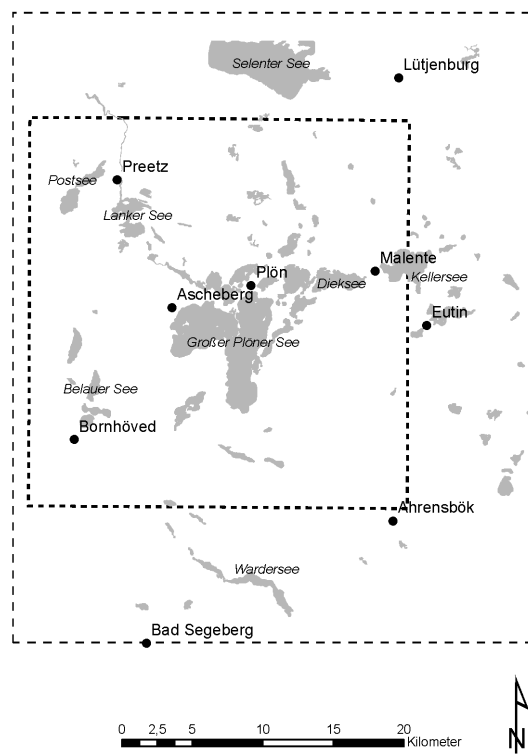 Selenter See
Lütjenburg
Preetz
Postsee
Lanker See
Malente
Plön
Kellersee
Dieksee
Ascheberg
Eutin
Großer Plöner See
Belauer See
Bornhöved
Ahrensbök
Wardersee
Bad Segeberg
0 2,5 5 10 15 20
Kilometer
N